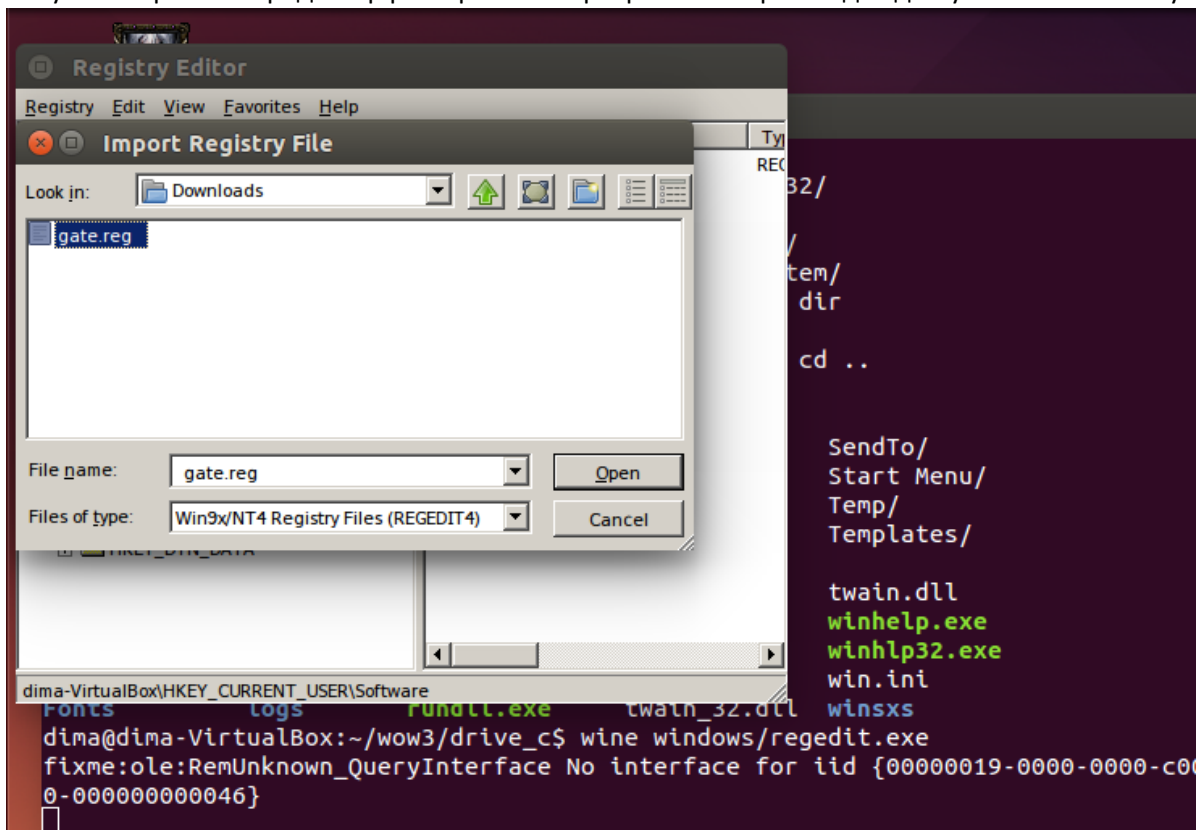 Registry Editor
Registry Edit View Favorites Help
Import Registry File
Look in: Downloads
gate.reg
File name: gate.reg Open
Files of type: Win9x/NT4 Registry Files (REGEDIT4) Cancel
dima-VirtualBox\HKEY_CURRENT_USER\Software
32/
/
tem/
dir
cd ..
SendTo/
Start Menu/
Temp/
Templates/
twain.dll
winhelp.exe
winhlp32.exe
win.ini
Fonts logs rundll.exe twain_32.dll winsxs
dima@dima-VirtualBox:~/wow3/drive_c$ wine windows/regedit.exe
fixme:ole:RemUnknown_QueryInterface No interface for iid {00000019-0000-0000-c00
0-000000000046}